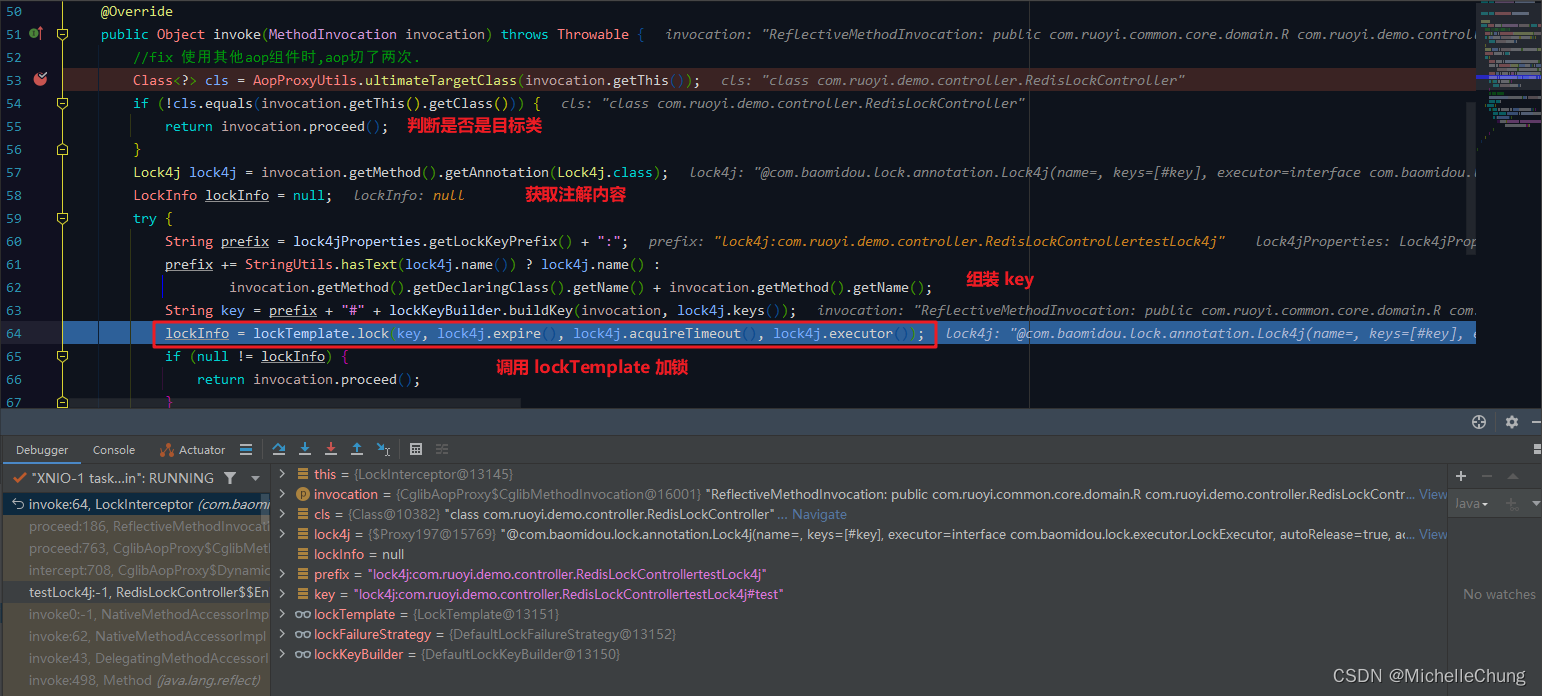 50 @Override
51 public Object invoke(MethodInvocation invocation) throws Throwable { invocation: "ReflectiveMethodInvocation: public com.ruoyi.common.core.domain.R com.ruoyi.demo.control
52 //fix 使用其他aop组件时,aop切了两次.
53 Class<?> cls = AopProxyUtils.ultimateTargetClass(invocation.getThis()); cls: "class com.ruoyi.demo.controller.RedisLockController"
54 if (!cls.equals(invocation.getThis().getClass())) { cls: "class com.ruoyi.demo.controller.RedisLockController"
55 return invocation.proceed(); 判断是否是目标类
56 }
57 Lock4j lock4j = invocation.getMethod().getAnnotation(Lock4j.class); lock4j: "@com.baomidou.lock.annotation.Lock4j(name=, keys=[#key], executor=interface com.baomidou.
58 LockInfo lockInfo = null; lockInfo: null 获取注解内容
59 try {
60 String prefix = lock4jProperties.getLockKeyPrefix() + ":"; prefix: "lock4j:com.ruoyi.demo.controller.RedisLockControllertestLock4j" lock4jProperties: Lock4jProp
61 prefix += StringUtils.hasText(lock4j.name()) ? lock4j.name() :
62 invocation.getMethod().getDeclaringClass().getName() + invocation.getMethod().getName(); 组装 key
63 String key = prefix + "#" + lockKeyBuilder.buildKey(invocation, lock4j.keys()); invocation: "ReflectiveMethodInvocation: public com.ruoyi.common.core.domain.R com
64 lockInfo = lockTemplate.lock(key, lock4j.expire(), lock4j.acquireTimeout(), lock4j.executor()); lock4j: "@com.baomidou.lock.annotation.Lock4j(name=, keys=[#key],
65 if (null != lockInfo) {
调用 lockTemplate 加锁
66 return invocation.proceed();
67 }
Debugger Console Actuator
"XNIO-1 task...in": RUNNING
invoke:64, LockInterceptor (com.baomi
proceed:186, ReflectiveMethodInvocati
proceed:763, CglibAopProxy$CglibMet
intercept:708, CglibAopProxy$Dynamic
testLock4j:-1, RedisLockController$$En
invoke0:-1, NativeMethodAccessorImp
invoke:62, NativeMethodAccessorImpl
invoke:43, DelegatingMethodAccessorI
invoke:498, Method (java.lang.reflect)
this = {LockInterceptor@13145}
invocation = {CglibAopProxy$CglibMethodInvocation@16001} "ReflectiveMethodInvocation: public com.ruoyi.common.core.domain.R com.ruoyi.demo.controller.RedisLockContr... View
cls = {Class@10382} "class com.ruoyi.demo.controller.RedisLockController"... Navigate
lock4j = {$Proxy197@15769} "@com.baomidou.lock.annotation.Lock4j(name=, keys=[#key], executor=interface com.baomidou.lock.executor.LockExecutor, autoRelease=true, ac... View
lockInfo = null
prefix = "lock4j:com.ruoyi.demo.controller.RedisLockControllertestLock4j"
key = "lock4j:com.ruoyi.demo.controller.RedisLockControllertestLock4j#test"
lockTemplate = {LockTemplate@13151}
lockFailureStrategy = {DefaultLockFailureStrategy@13152}
lockKeyBuilder = {DefaultLockKeyBuilder@13150}
Java
No watches
CSDN @MichelleChung